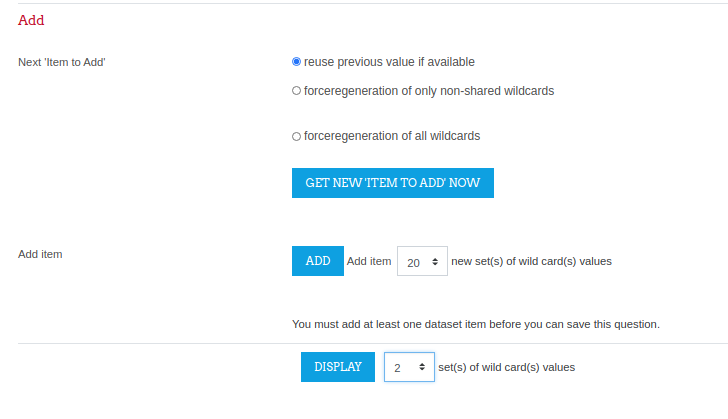 Add
Next 'Item to Add'
reuse previous value if available
forceregeneration of only non-shared wildcards
forceregeneration of all wildcards
GET NEW 'ITEM TO ADD' NOW
Add item
ADD Add item 20 new set(s) of wild card(s) values
You must add at least one dataset item before you can save this question.
DISPLAY 2 set(s) of wild card(s) values